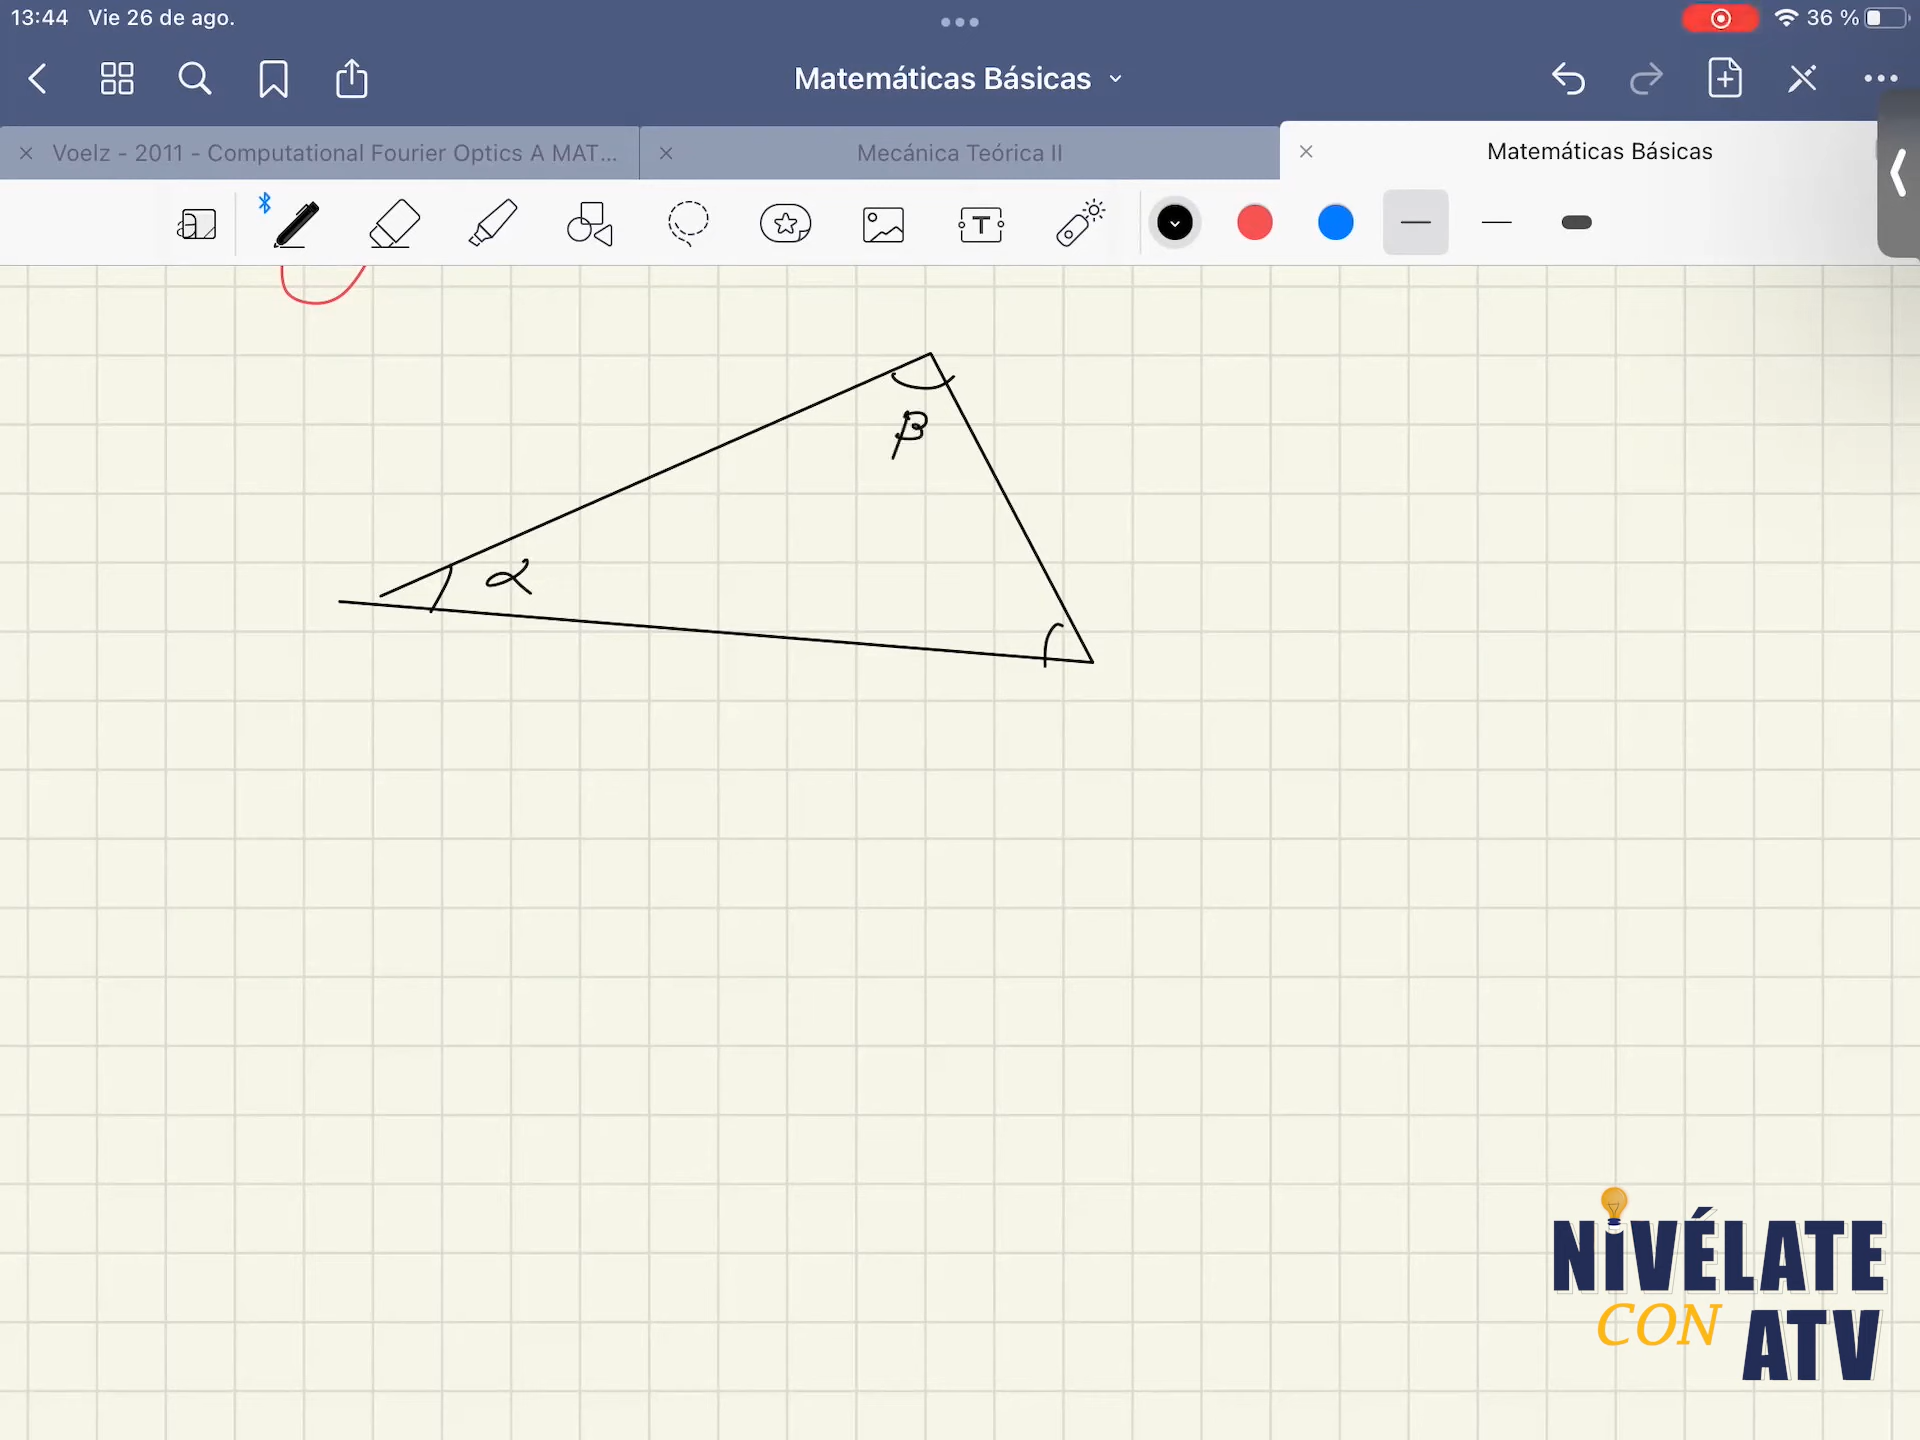 13:44 Vie 26 de ago.
36 %
Matemáticas Básicas
Voelz - 2011 - Computational Fourier Optics A MAT...
Mecánica Teórica II
Matemáticas Básicas
T
β
α
NIVÉLATE
CON
ATV